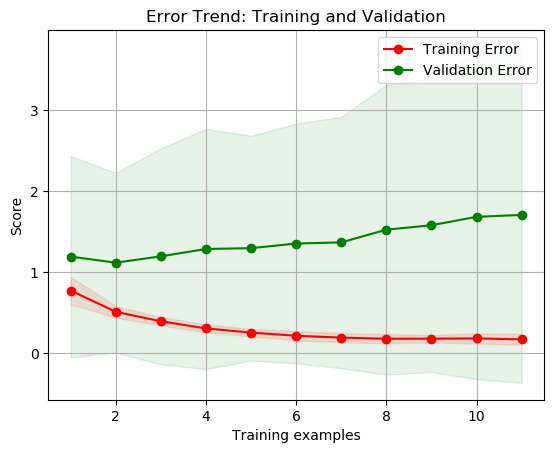 Error Trend: Training and Validation
Training Error
Validation Error
3
2
1
0
Score
2
4
6
8
10
Training examples